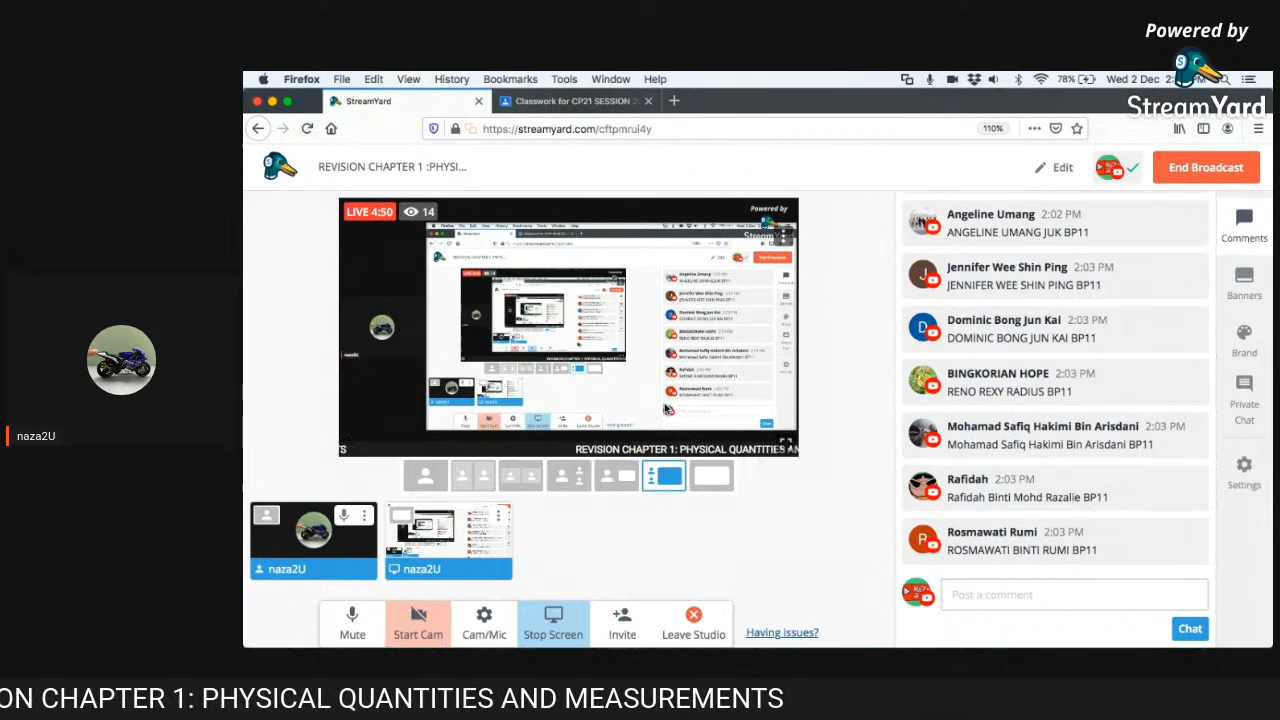 Powered by
StreamYard
Firefox File Edit View History Bookmarks Tools Window Help
78% Wed 2 Dec
StreamYard
Classwork for CP21 SESSION
https://streamyard.com/cftpmrui4y
110%
REVISION CHAPTER 1 :PHYSI...
Edit
End Broadcast
LIVE 4:50 14
Powered by
REVISION CHAPTER 1: PHYSICAL QUANTITIES
naza2U
naza2U
naza2U
Mute
Start Cam
Cam/Mic
Stop Screen
Invite
Leave Studio
Having issues?
Angeline Umang 2:02 PM
ANGELINE UMANG JUK BP11
Jennifer Wee Shin Ping 2:03 PM
JENNIFER WEE SHIN PING BP11
Dominic Bong Jun Kai 2:03 PM
DOMINIC BONG JUN KAI BP11
BINGKORIAN HOPE 2:03 PM
RENO REXY RADIUS BP11
Mohamad Safiq Hakimi Bin Arisdani 2:03 PM
Mohamad Safiq Hakimi Bin Arisdani BP11
Rafidah 2:03 PM
Rafidah Binti Mohd Razalie BP11
Rosmawati Rumi 2:03 PM
ROSMAWATI BINTI RUMI BP11
Post a comment
Chat
Comments
Banners
Brand
Private
Chat
Settings
ON CHAPTER 1: PHYSICAL QUANTITIES AND MEASUREMENTS